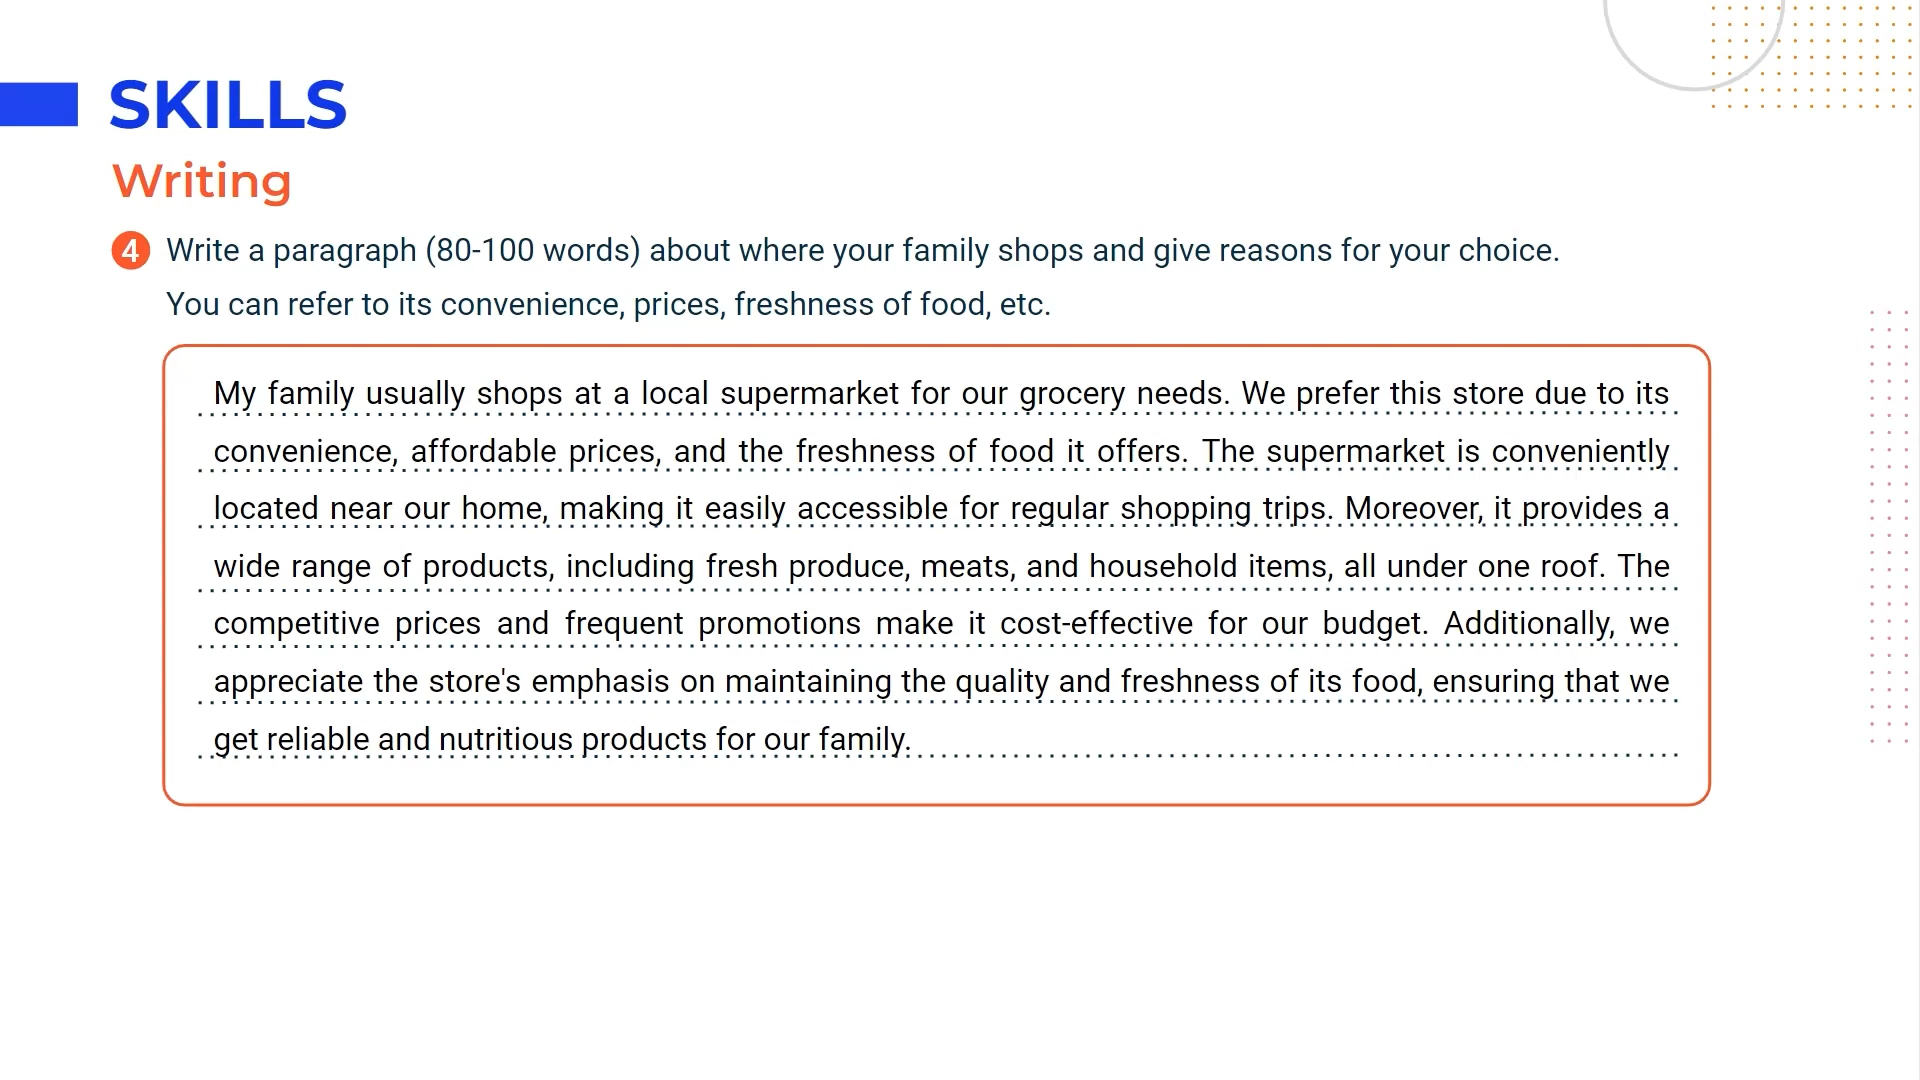 SKILLS
Writing
4 Write a paragraph (80-100 words) about where your family shops and give reasons for your choice.
You can refer to its convenience, prices, freshness of food, etc.
My family usually shops at a local supermarket for our grocery needs. We prefer this store due to its
convenience, affordable prices, and the freshness of food it offers. The supermarket is conveniently
located near our home, making it easily accessible for regular shopping trips. Moreover, it provides a
wide range of products, including fresh produce, meats, and household items, all under one roof. The
competitive prices and frequent promotions make it cost-effective for our budget. Additionally, we
appreciate the store's emphasis on maintaining the quality and freshness of its food, ensuring that we
get reliable and nutritious products for our family.